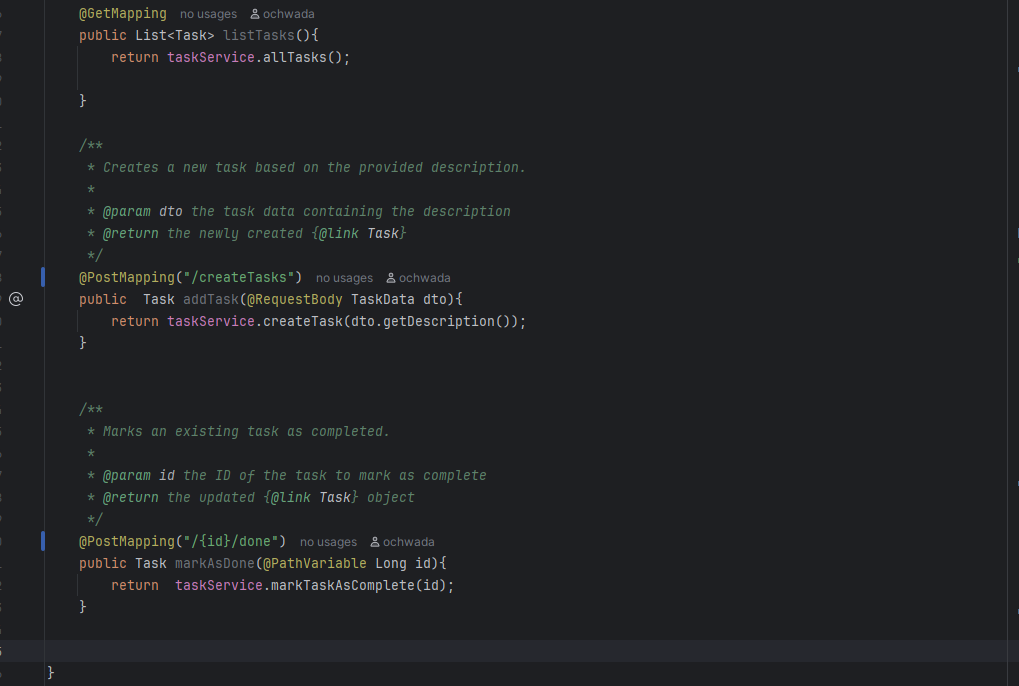 @GetMapping no usages ochwada
public List<Task> listTasks(){
return taskService.allTasks();
}
/**
* Creates a new task based on the provided description.
*
* @param dto the task data containing the description
* @return the newly created {@link Task}
*/
@PostMapping("/createTasks") no usages ochwada
public  Task addTask(@RequestBody TaskData dto){
return taskService.createTask(dto.getDescription());
}
/**
* Marks an existing task as completed.
*
* @param id the ID of the task to mark as complete
* @return the updated {@link Task} object
*/
@PostMapping("/{id}/done") no usages ochwada
public Task markAsDone(@PathVariable Long id){
return  taskService.markTaskAsComplete(id);
}
}